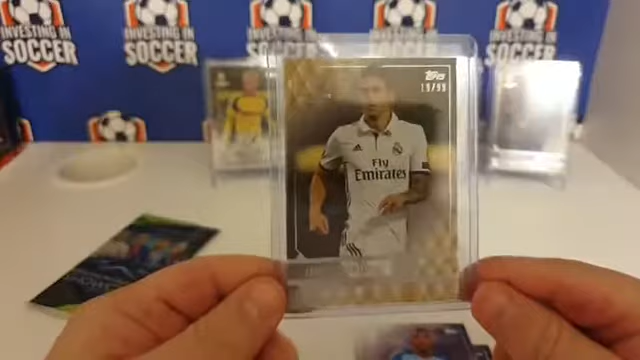 INVESTING IN
SOCCER
INVESTING IN
SOCCER
INVESTING IN
SOCCER
INVESTING IN
SOCCER
Topps
19/99
Fly
Emirates